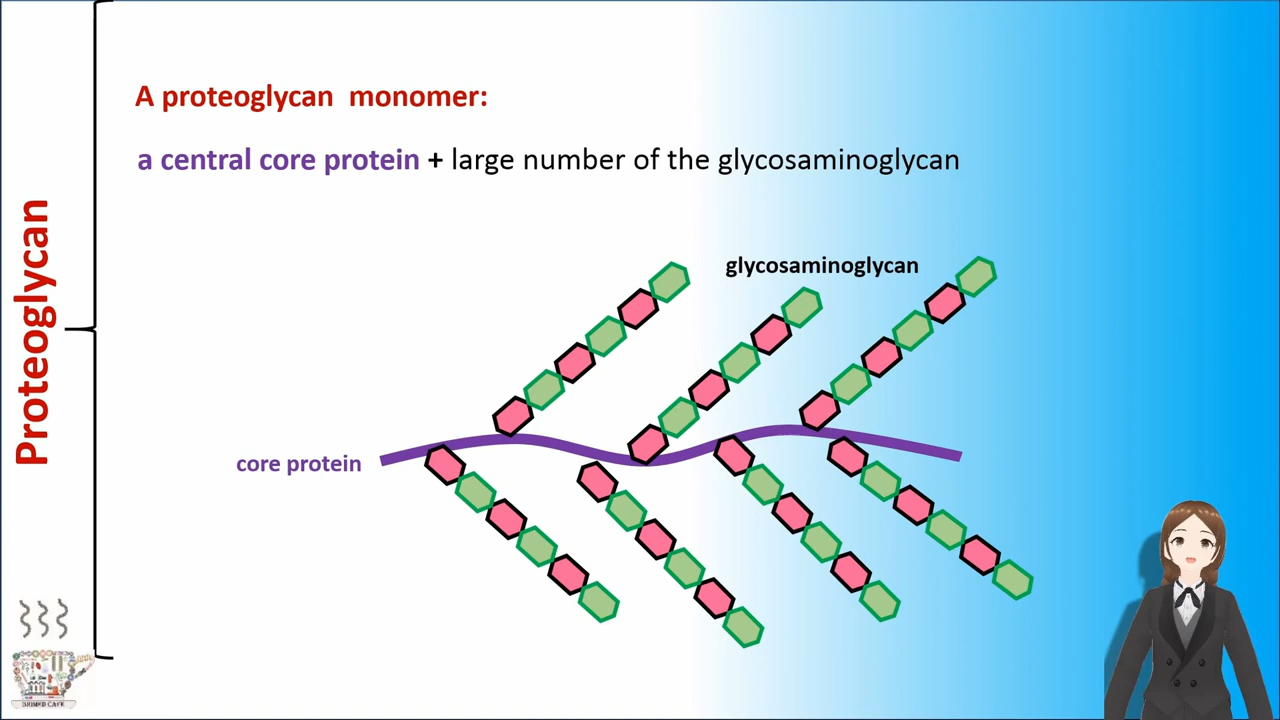 Proteoglycan
A proteoglycan monomer:
a central core protein + large number of the glycosaminoglycan
glycosaminoglycan
core protein